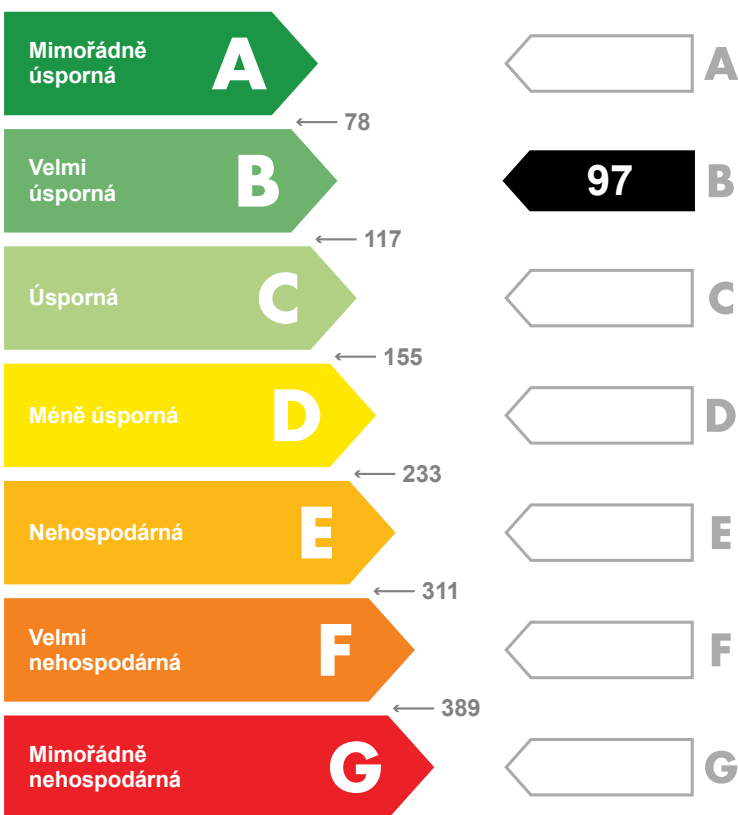 Mimořádně
úsporná
A
A
← 78
Velmi
úsporná
B
97
B
← 117
Úsporná
C
C
← 155
Méně úsporná
D
D
← 233
Nehospodárná
E
E
← 311
Velmi
nehospodárná
F
F
← 389
Mimořádně
nehospodárná
G
G